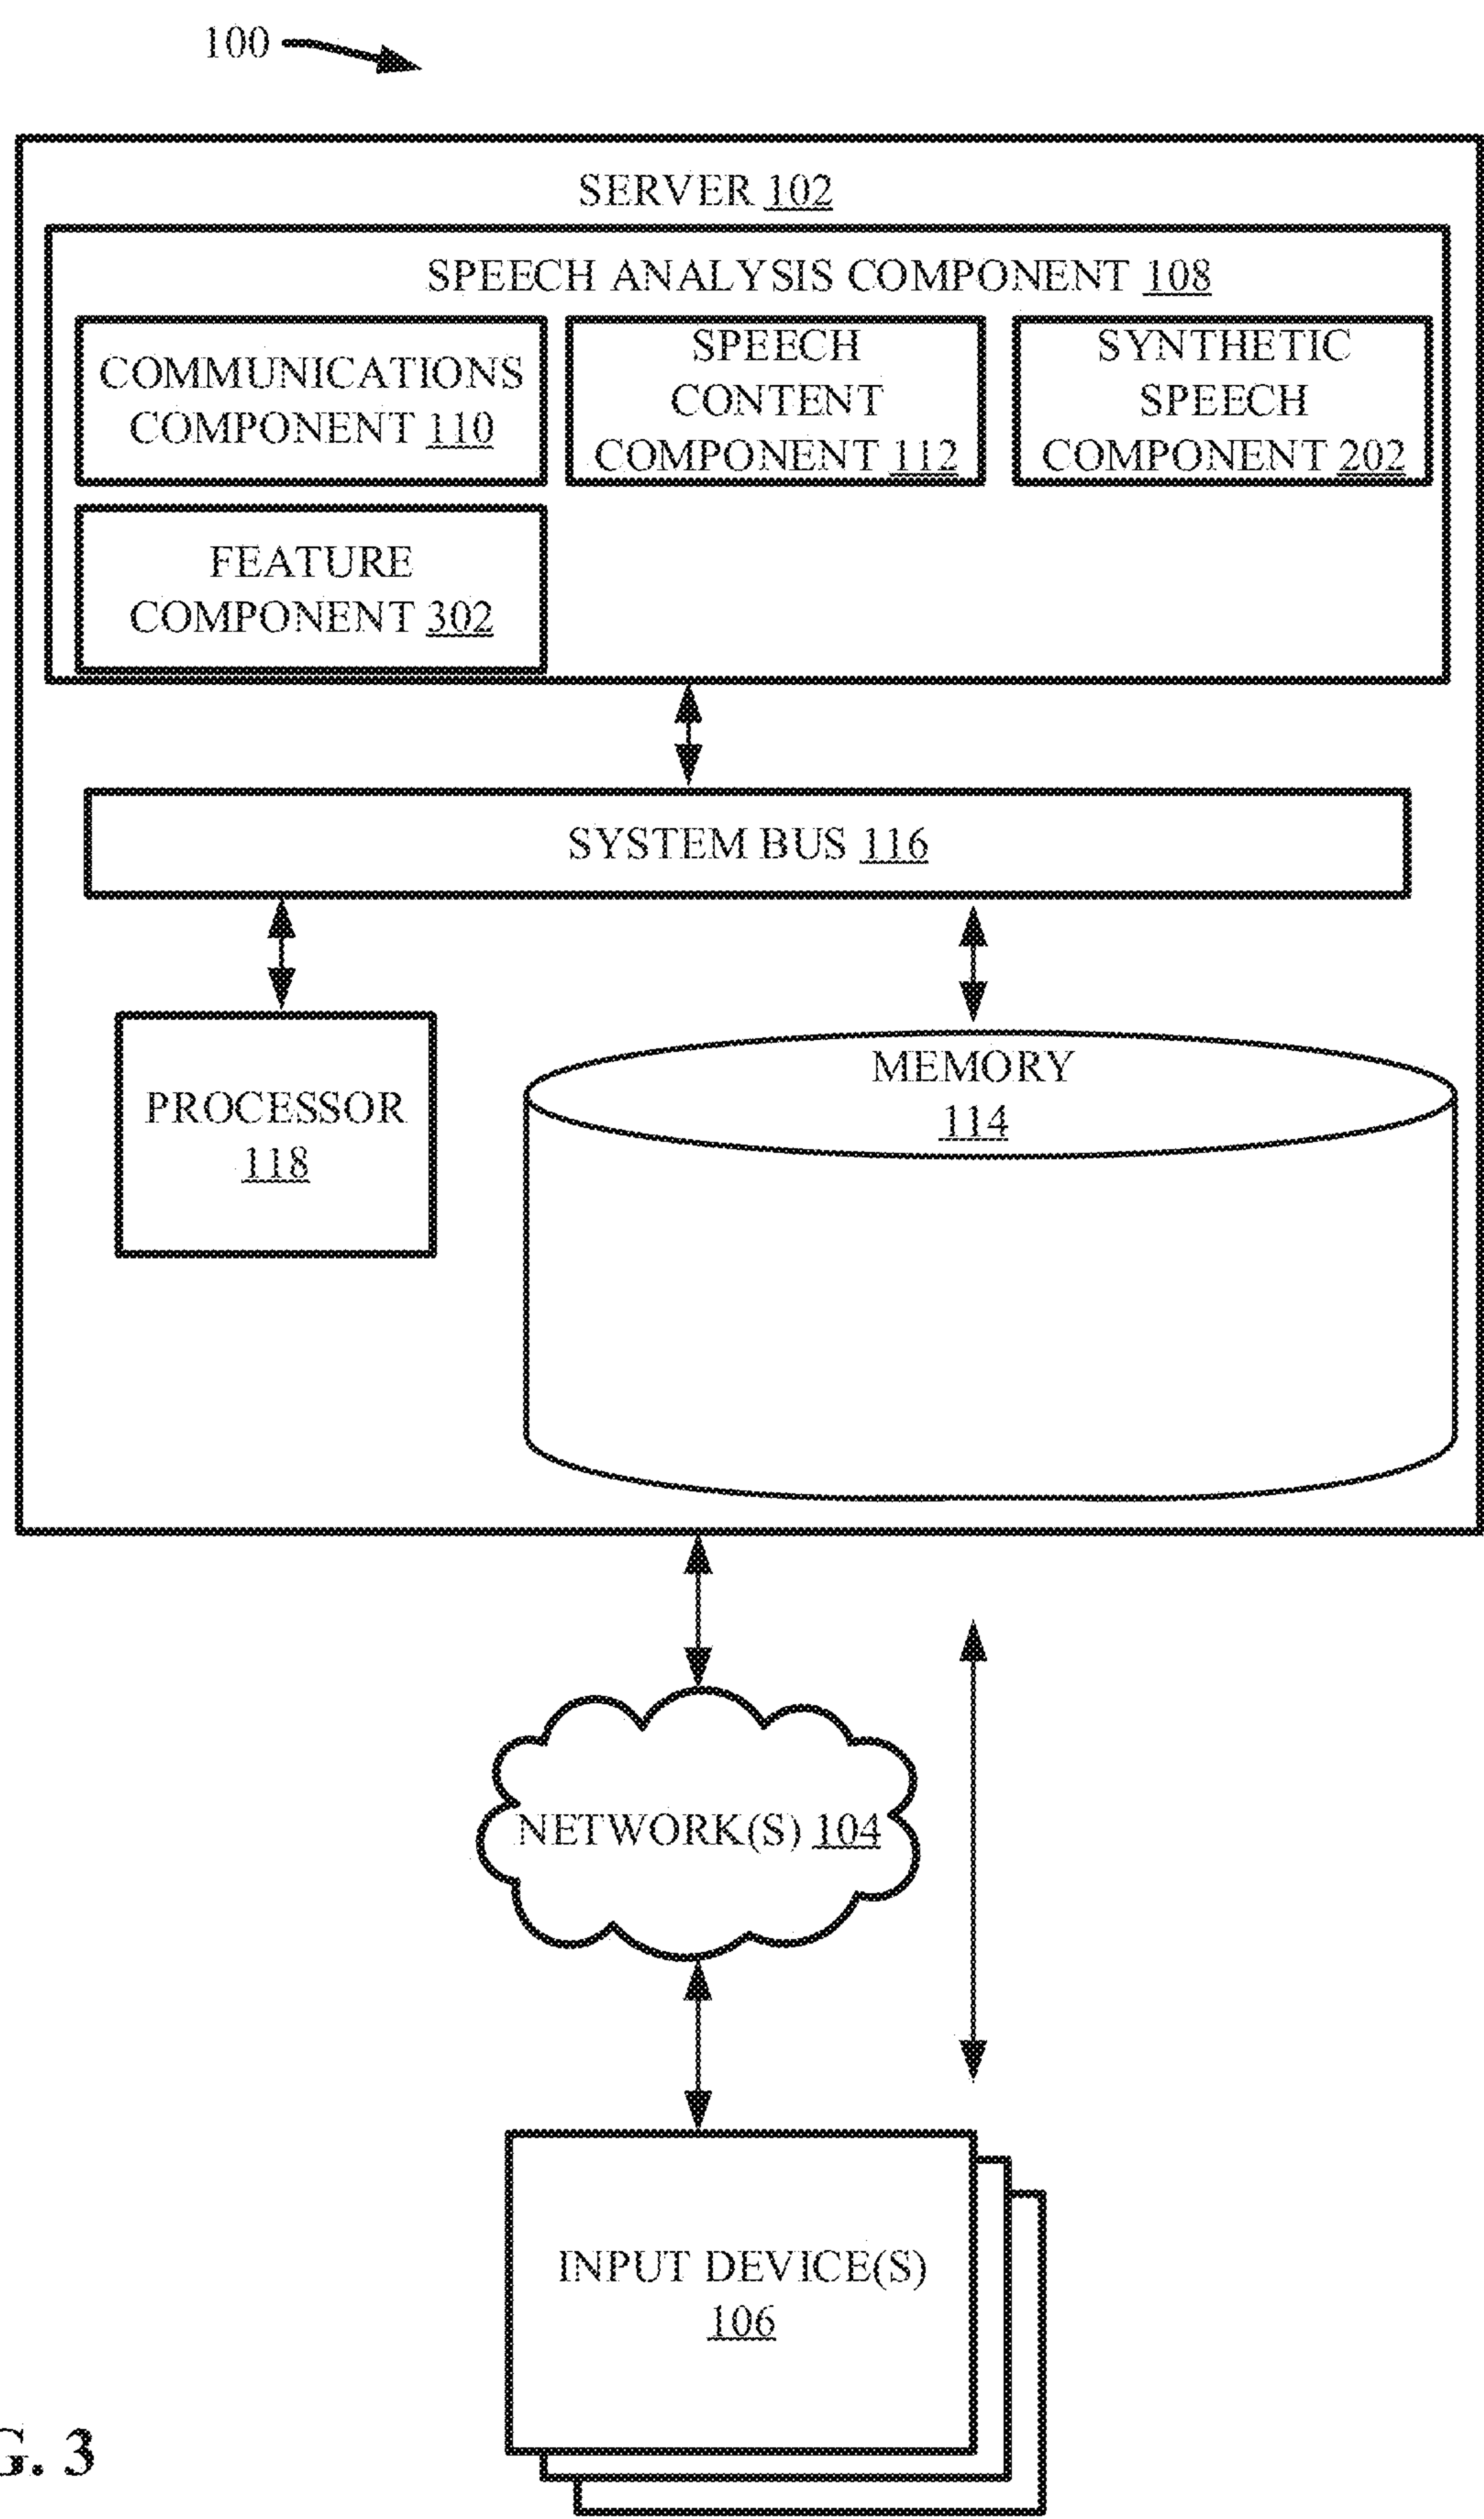 100
SERVER 102
SPEECH ANALYSIS COMPONENT 108
COMMUNICATIONS
COMPONENT 110
SPEECH
CONTENT
COMPONENT 112
SYNTHETIC
SPEECH
COMPONENT 202
FEATURE
COMPONENT 302
SYSTEM BUS 116
PROCESSOR
118
MEMORY
114
NETWORK(S) 104
INPUT DEVICE(S)
106
G. 3